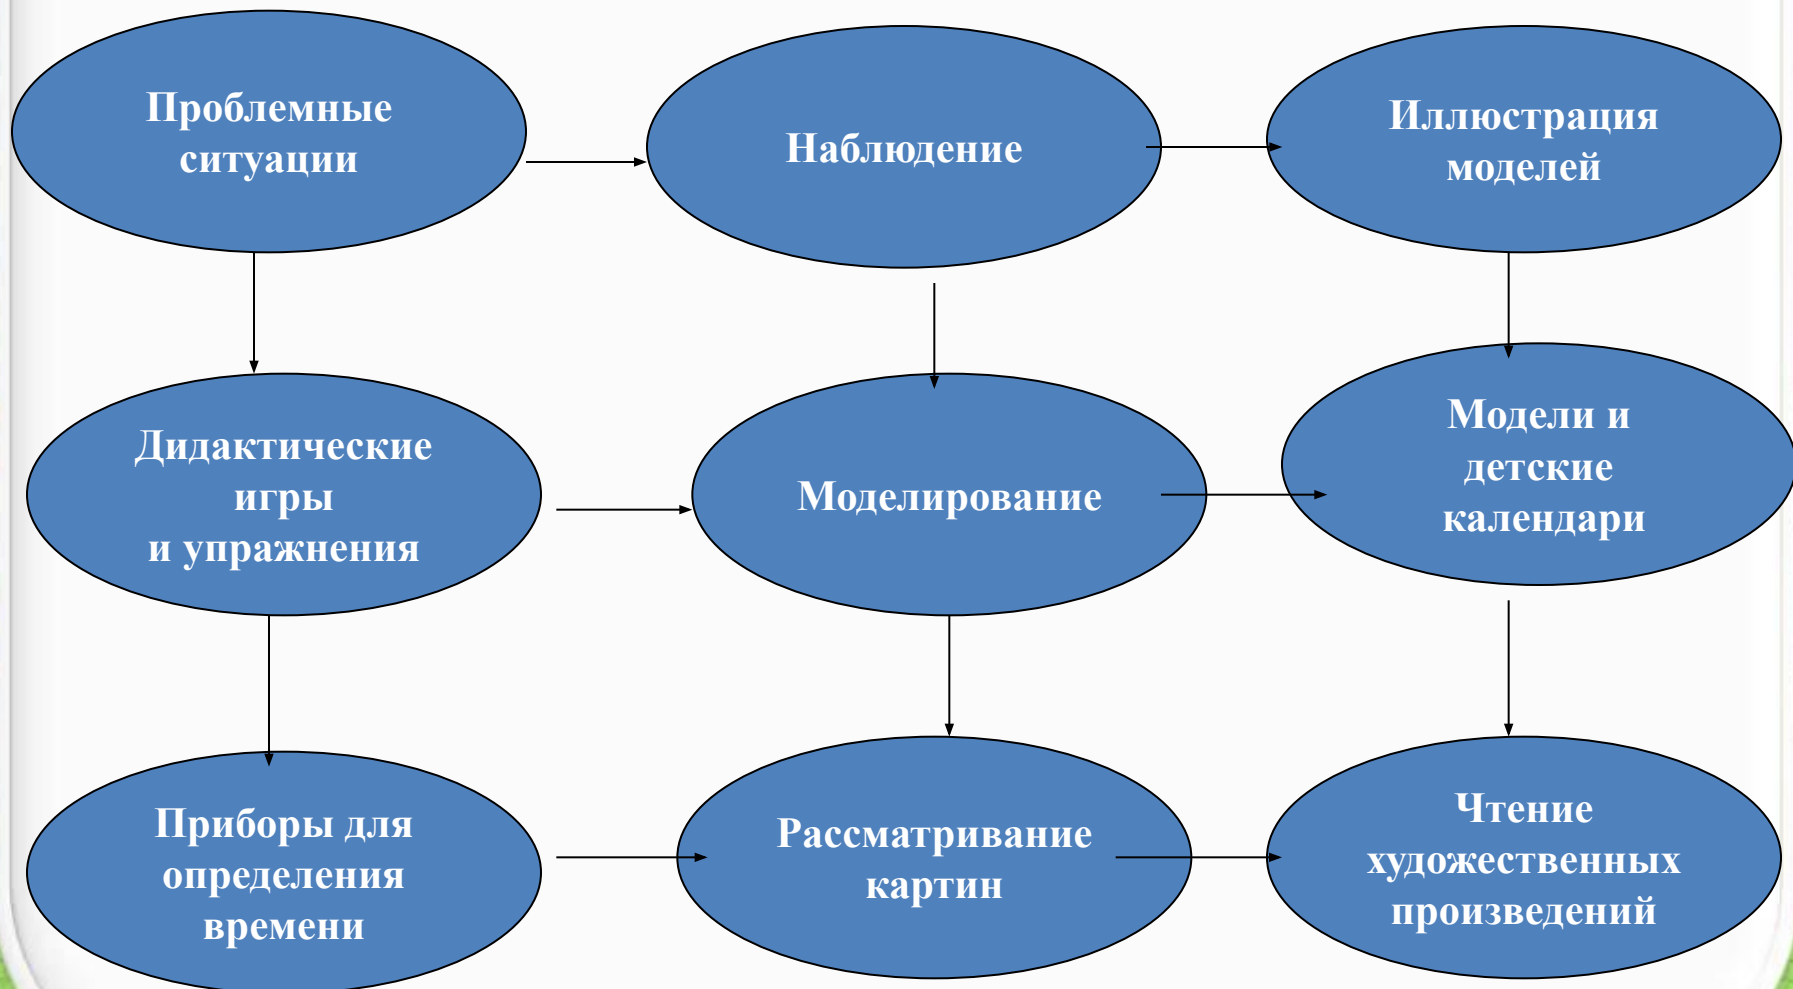 Проблемные
ситуации
Наблюдение
Иллюстрация
моделей
Дидактические
игры
и упражнения
Моделирование
Модели и
детские
календари
Приборы для
определения
времени
Рассматривание
картин
Чтение
художественных
произведений